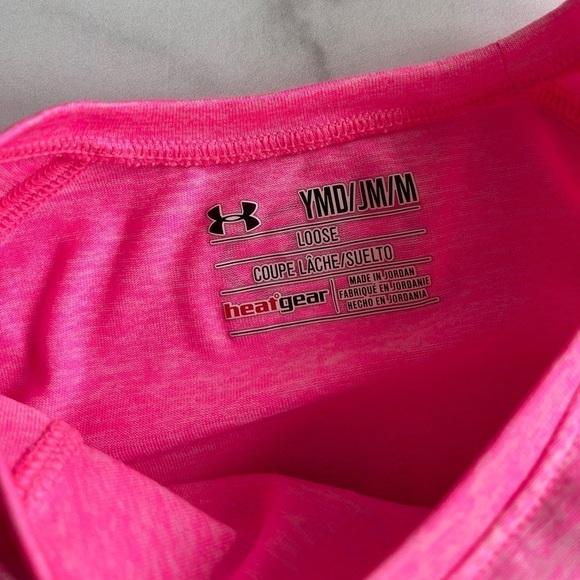 YMD/JM/M
LOOSE
COUPE LÂCHE/SUELTO
heatgear
MADE IN JORDAN
FABRIQUÉ EN JORDANIE
HECHO EN JORDANIA